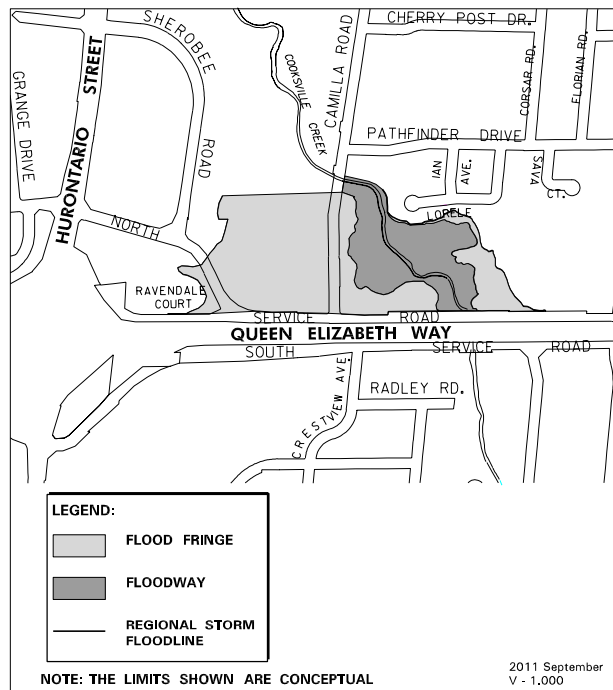 CHERRY POST DR.
SHEROBEE
ROAD
HURONTARIO STREET
GRANGE DRIVE
COOKSVILLE CREEK
CAMILLA ROAD
CORSAR RD.
FLORIAN RD.
PATHFINDER DRIVE
IAN AVE.
SAVA CT.
LORELE
NORTH
RAVENDALE
COURT
SERVICE ROAD
QUEEN ELIZABETH WAY
SOUTH SERVICE ROAD
CRESTVIEW AVE.
RADLEY RD.
LEGEND:
FLOOD FRINGE
FLOODWAY
REGIONAL STORM
FLOODLINE
NOTE: THE LIMITS SHOWN ARE CONCEPTUAL
2011 September
V - 1.000